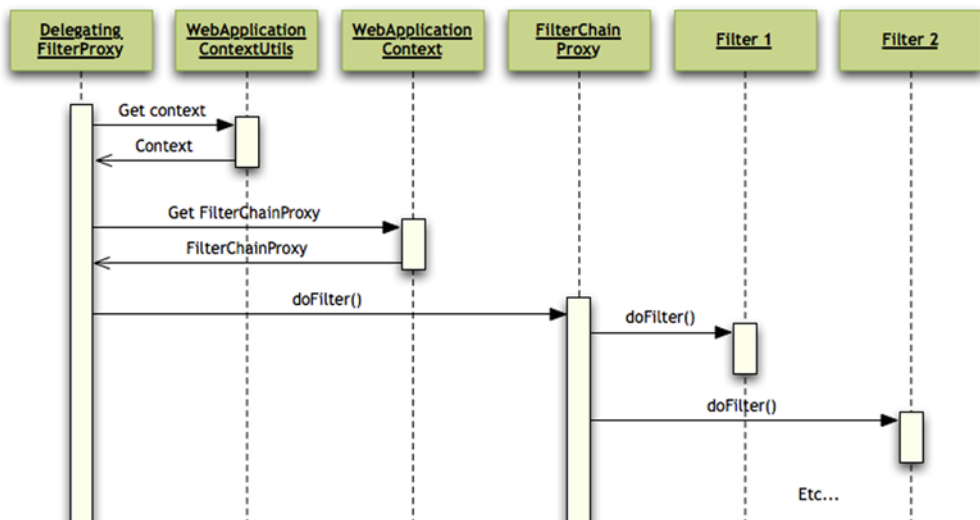 Delegating
FilterProxy
WebApplication
ContextUtils
WebApplication
Context
FilterChain
Proxy
Filter 1
Filter 2
Get context
Context
Get FilterChainProxy
FilterChainProxy
doFilter()
doFilter()
doFilter()
Etc...